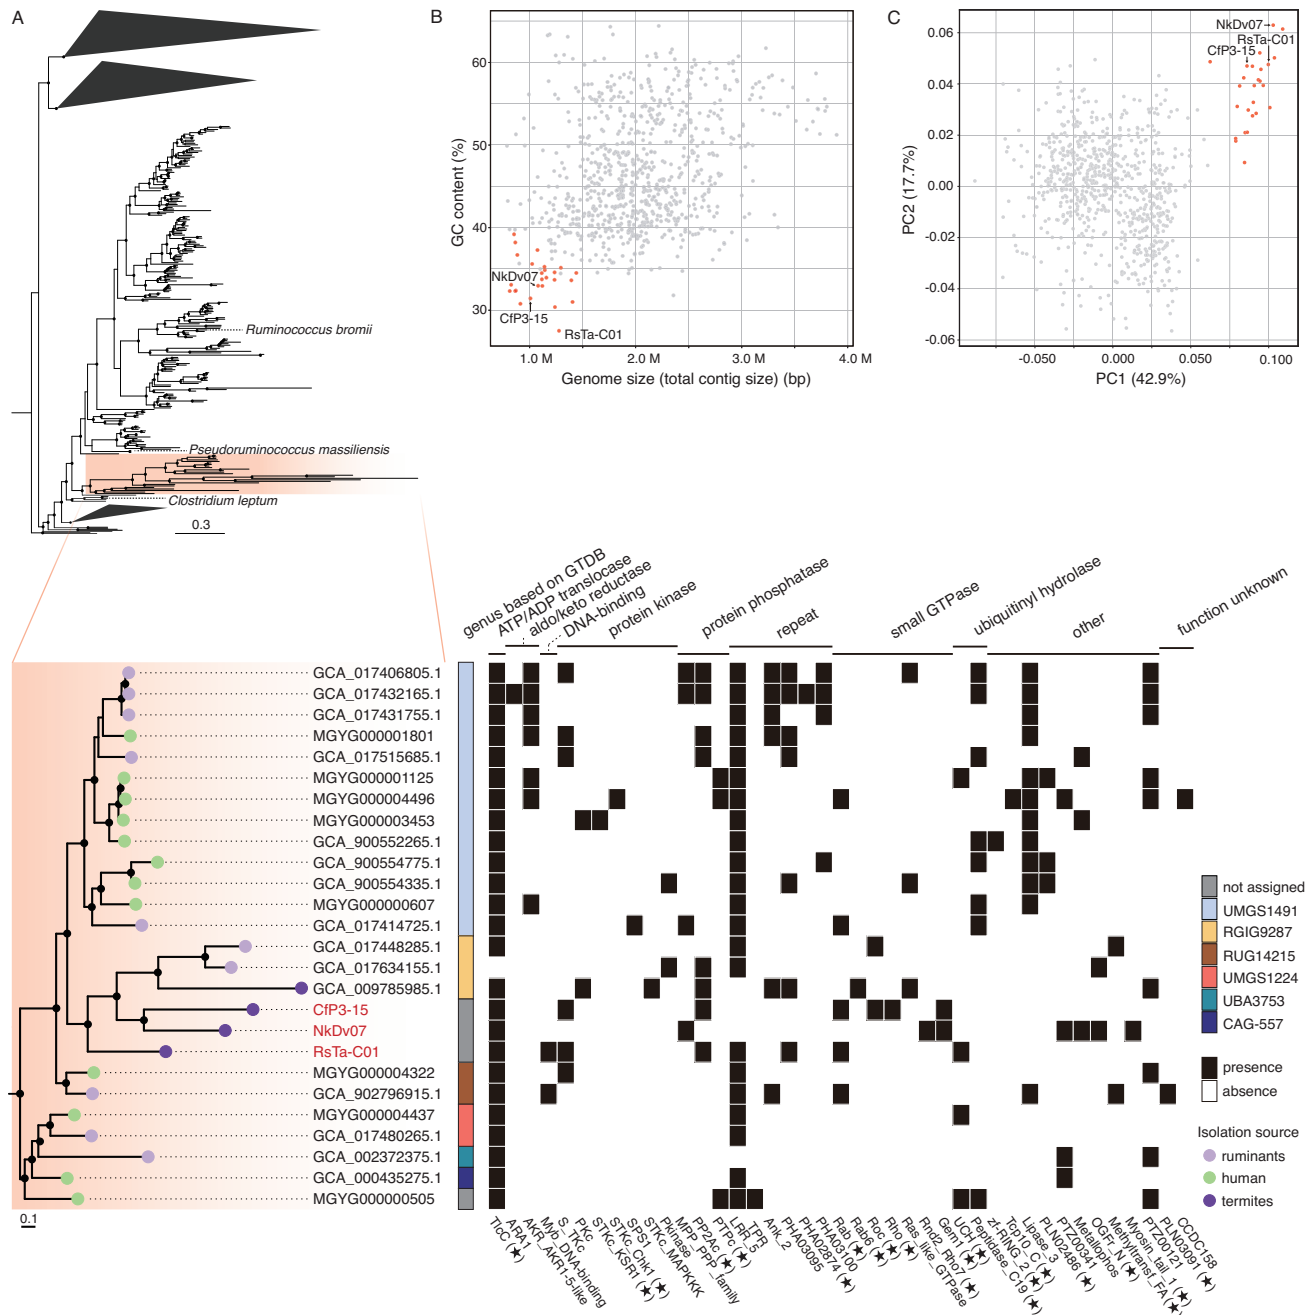 A
Ruminococcus bromii
Pseudoruminococcus massiliensis
Clostridium leptum
0.3
B
GC content (%)
60
50
40
30
NkDv07
CfP3-15
RsTa-C01
1.0 M
2.0 M
3.0 M
4.0 M
Genome size (total contig size) (bp)
C
PC2 (17.7%)
0.06
0.04
0.02
0.00
-0.02
-0.04
-0.06
NkDv07
RsTa-C01
CfP3-15
-0.050
0.000
0.050
0.100
PC1 (42.9%)
genus based on GTDB
ATP/ADP translocase
aldo/keto reductase
DNA-binding
protein kinase
protein phosphatase
repeat
small GTPase
ubiquitinyl hydrolase
other
function unknown
GCA_017406805.1
GCA_017432165.1
GCA_017431755.1
MGYG000001801
GCA_017515685.1
MGYG000001125
MGYG000004496
MGYG000003453
GCA_900552265.1
GCA_900554775.1
GCA_900554335.1
MGYG000000607
GCA_017414725.1
GCA_017448285.1
GCA_017634155.1
GCA_009785985.1
CfP3-15
NkDv07
RsTa-C01
MGYG000004322
GCA_902796915.1
MGYG000004437
GCA_017480265.1
GCA_002372375.1
GCA_000435275.1
MGYG000000505
0.1
TlcC (★)
ARA1
AKR_AKR1-5-like
Myb_DNA-binding
S_TKc
PKc
STKc_KSR1 (★)
STKc_Chk1 (★)
SPS1
STKc_MAPKKK
Pkinase
MPP_PPP_family
PP2Ac (★)
PTPc (★)
LRR_5
TPR
Ank_2
PHA03095
PHA02874 (★)
PHA03100
Rab (★)
Rab6 (★)
Roc (★)
Rho (★)
Ras_like_GTPase
Rnd2_Rho7 (★)
Gem1 (★)
UCH (★)
Peptidase_C19 (★)
zf-RING_2 (★)
Tcp10_C (★)
Lipase_3
PLN02486 (★)
PTZ00341
Metallophos
OGFr_N (★)
Methyltransf_FA (★)
Myosin_tail_1 (★)
PTZ00121
PLN03091 (★)
CCDC158
not assigned
UMGS1491
RGIG9287
RUG14215
UMGS1224
UBA3753
CAG-557
presence
absence
Isolation source
ruminants
human
termites